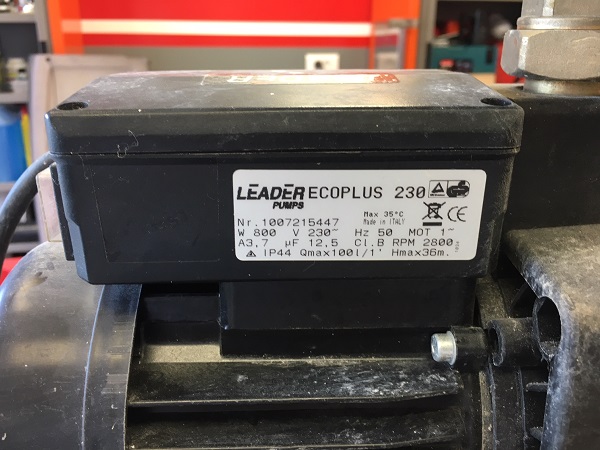 LEADER PUMPS ECOPLUS 230
Max 35°C
Nr. 1007215447 Made in ITALY
W 800 V 230~ Hz 50 MOT 1~
A3.7 µF 12.5 Cl.B RPM 2800
IP44 Qmax100l/1' Hmax36m.